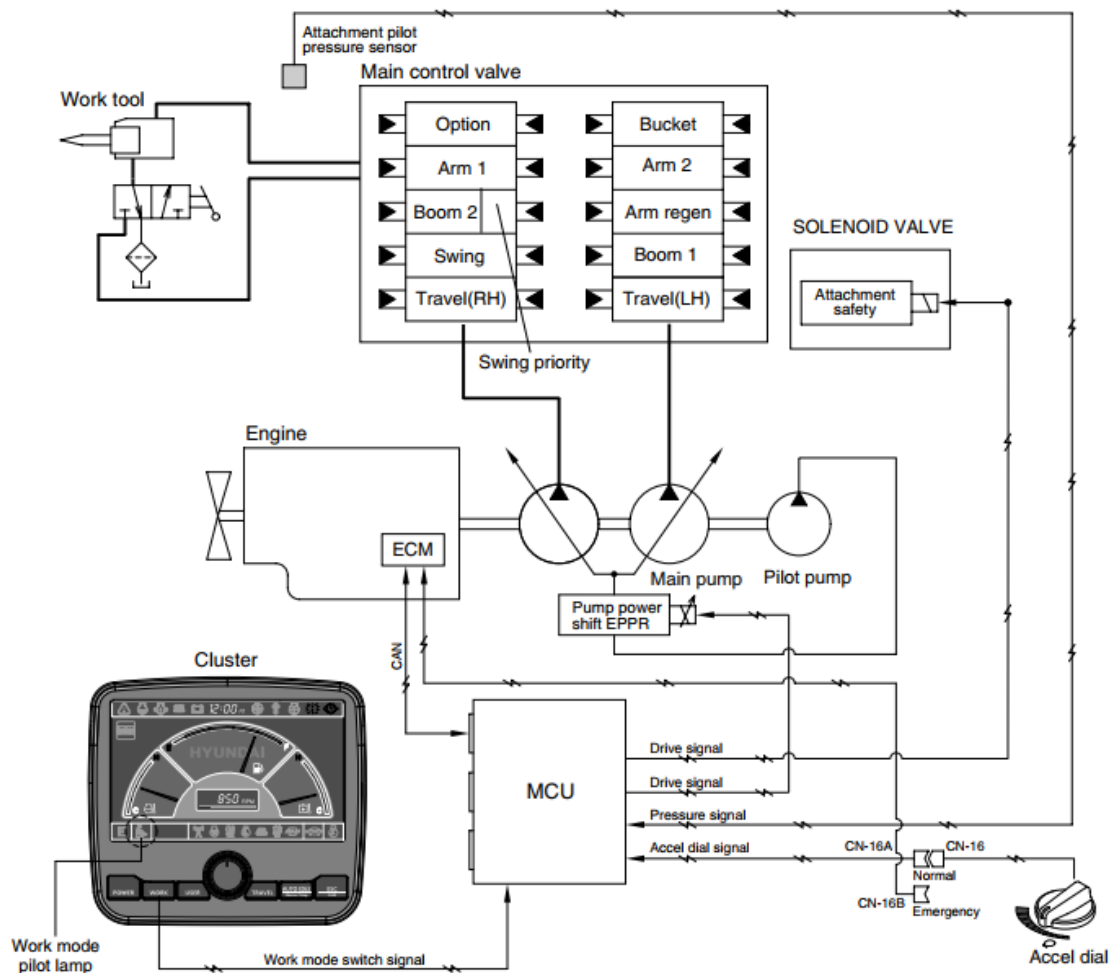 Attachment pilot
pressure sensor
Main control valve
Work tool
Option
Bucket
Arm 1
Arm 2
Boom 2
Arm regen
Swing
Boom 1
Travel(RH)
Travel(LH)
Swing priority
SOLENOID VALVE
Attachment
safety
Engine
ECM
Main pump
Pilot pump
Pump power
shift EPPR
CAN
Cluster
12:00
HYUNDAI
850 RPM
POWER
WORK
USER
TRAVEL
AUTO IDLE
ESC
Work mode
pilot lamp
Work mode switch signal
MCU
Drive signal
Drive signal
Pressure signal
Accel dial signal
CN-16A
CN-16
Normal
CN-16B
Emergency
Accel dial